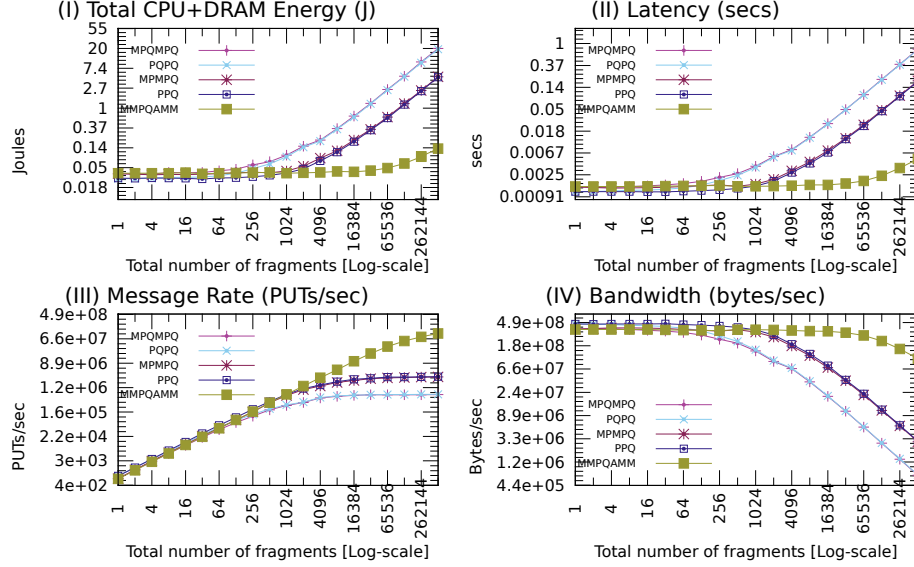 (I) Total CPU+DRAM Energy (J)
55
20
7.4
2.7
1
0.37
0.14
0.05
0.018
Joules
MPQMPQ
PQPQ
MPMPQ
PPQ
MMPQAMM
1
4
16
64
256
1024
4096
16384
65536
262144
Total number of fragments [Log-scale]
(II) Latency (secs)
1
0.37
0.14
0.05
0.018
0.0067
0.0025
0.00091
secs
MPQMPQ
PQPQ
MPMPQ
PPQ
MMPQAMM
1
4
16
64
256
1024
4096
16384
65536
262144
Total number of fragments [Log-scale]
(III) Message Rate (PUTs/sec)
4.9e+08
6.6e+07
8.9e+06
1.2e+06
1.6e+05
2.2e+04
3e+03
4e+02
PUTs/sec
MPQMPQ
PQPQ
MPMPQ
PPQ
MMPQAMM
1
4
16
64
256
1024
4096
16384
65536
262144
Total number of fragments [Log-scale]
(IV) Bandwidth (bytes/sec)
4.9e+08
1.8e+08
6.6e+07
2.4e+07
8.9e+06
3.3e+06
1.2e+06
4.4e+05
Bytes/sec
MPQMPQ
PQPQ
MPMPQ
PPQ
MMPQAMM
1
4
16
64
256
1024
4096
16384
65536
262144
Total number of fragments [Log-scale]